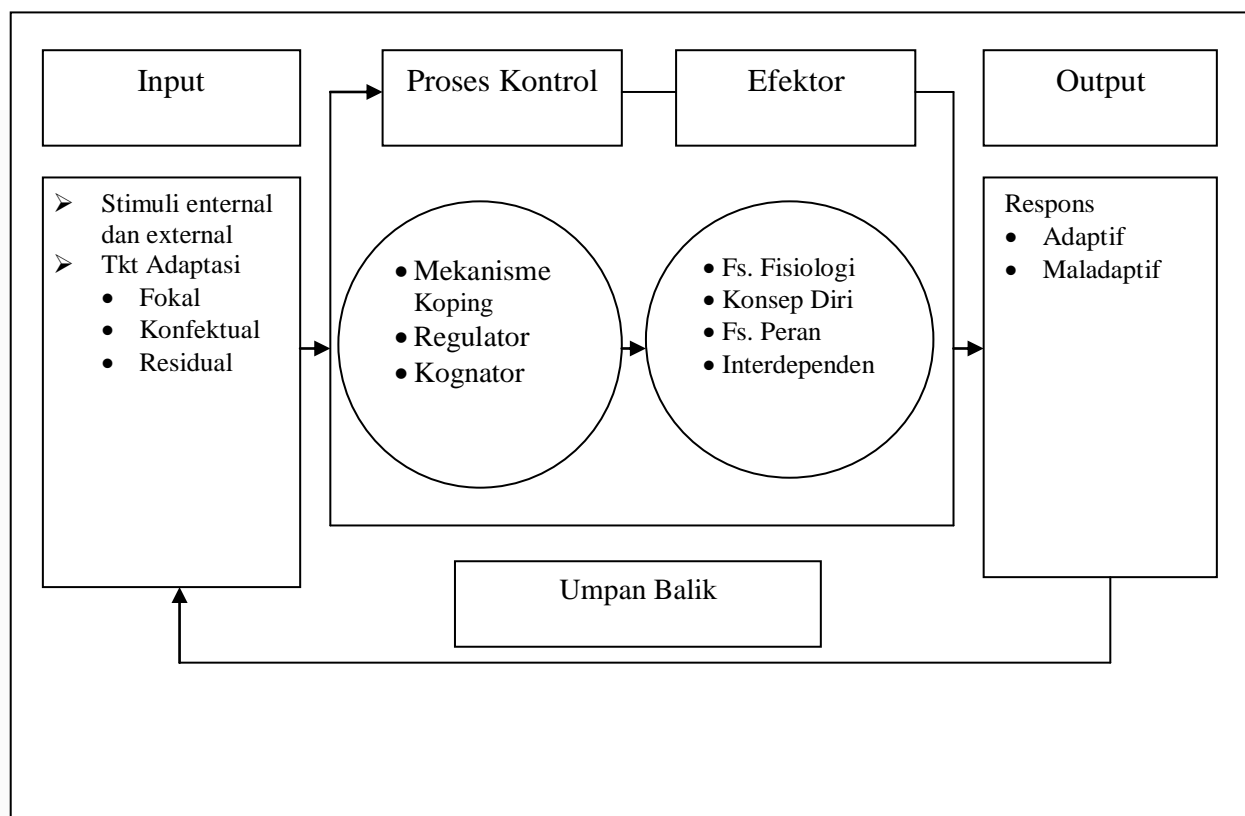 Input
Proses Kontrol
Efektor
Output
➢ Stimuli enternal
dan external
➢ Tkt Adaptasi
• Fokal
• Konfektual
• Residual
• Mekanisme
Koping
• Regulator
• Kognator
• Fs. Fisiologi
• Konsep Diri
• Fs. Peran
• Interdependen
Respons
• Adaptif
• Maladaptif
Umpan Balik